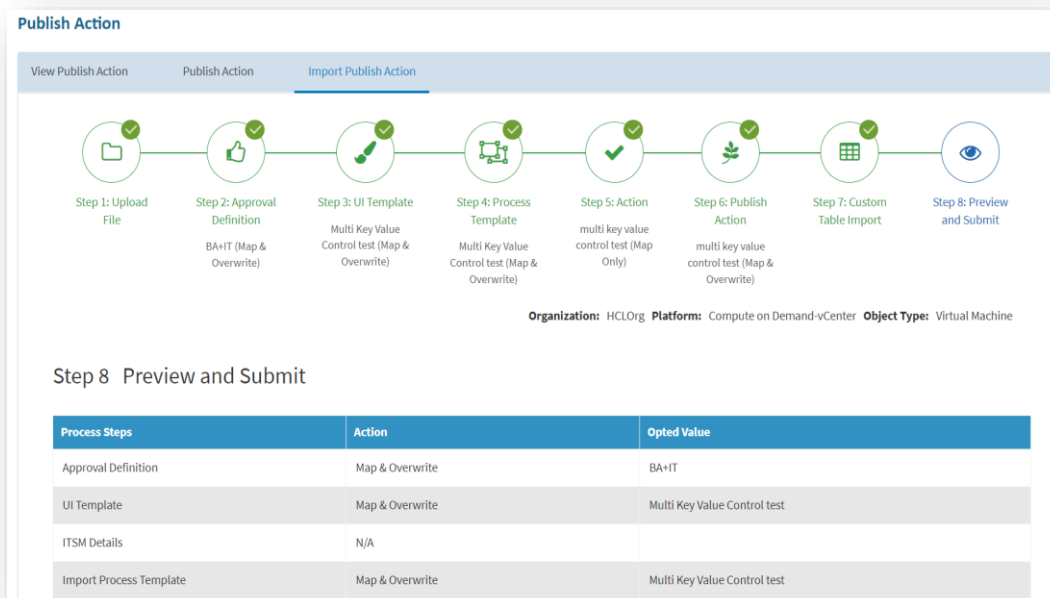 Publish Action
View Publish Action
Publish Action
Import Publish Action
Step 1: Upload
File
Step 2: Approval
Definition
BA+IT (Map &
Overwrite)
Step 3: UI Template
Multi Key Value
Control test (Map &
Overwrite)
Step 4: Process
Template
Multi Key Value
Control test (Map &
Overwrite)
Step 5: Action
multi key value
control test (Map
Only)
Step 6: Publish
Action
multi key value
control test (Map &
Overwrite)
Step 7: Custom
Table Import
Step 8: Preview
and Submit
Organization: HCLOrg Platform: Compute on Demand-vCenter Object Type: Virtual Machine
Step 8 Preview and Submit
Process Steps Action Opted Value
Approval Definition Map & Overwrite BA+IT
UI Template Map & Overwrite Multi Key Value Control test
ITSM Details N/A
Import Process Template Map & Overwrite Multi Key Value Control test